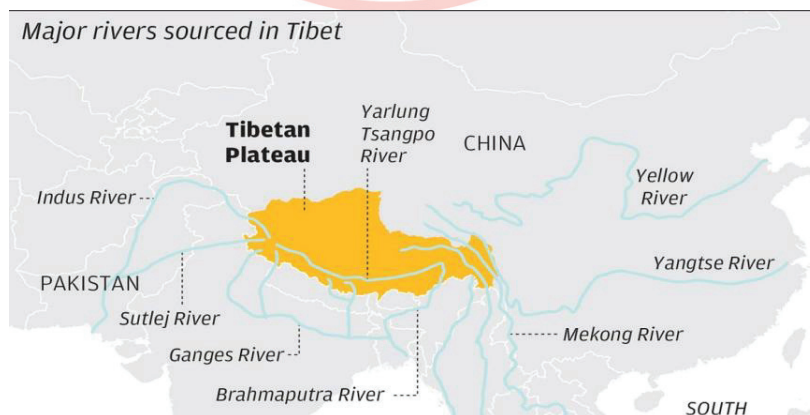 Major rivers sourced in Tibet
Tibetan
Plateau
Yarlung
Tsangpo
River
CHINA
Yellow
River
Indus River
PAKISTAN
Yangtse River
Sutlej River
Mekong River
Ganges River
Brahmaputra River
SOUTH